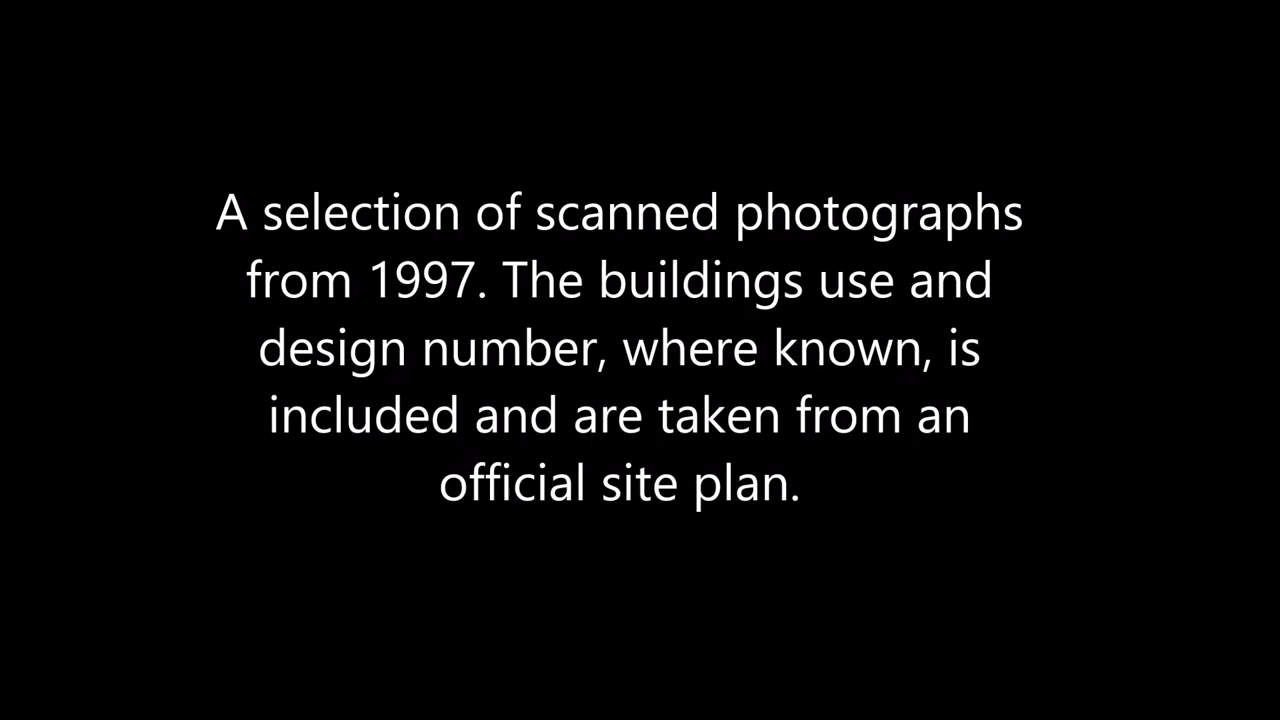 A selection of scanned photographs
from 1997. The buildings use and
design number, where known, is
included and are taken from an
official site plan.